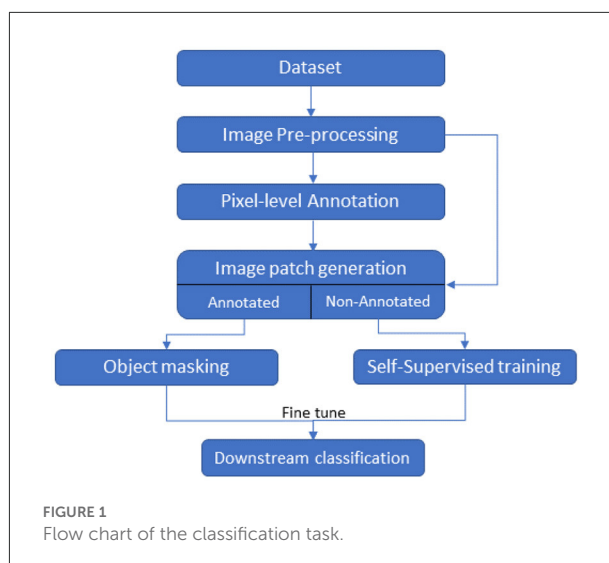 Dataset
Image Pre-processing
Pixel-level Annotation
Image patch generation
Annotated
Non-Annotated
Object masking
Self-Supervised training
Fine tune
Downstream classification
FIGURE 1
Flow chart of the classification task.